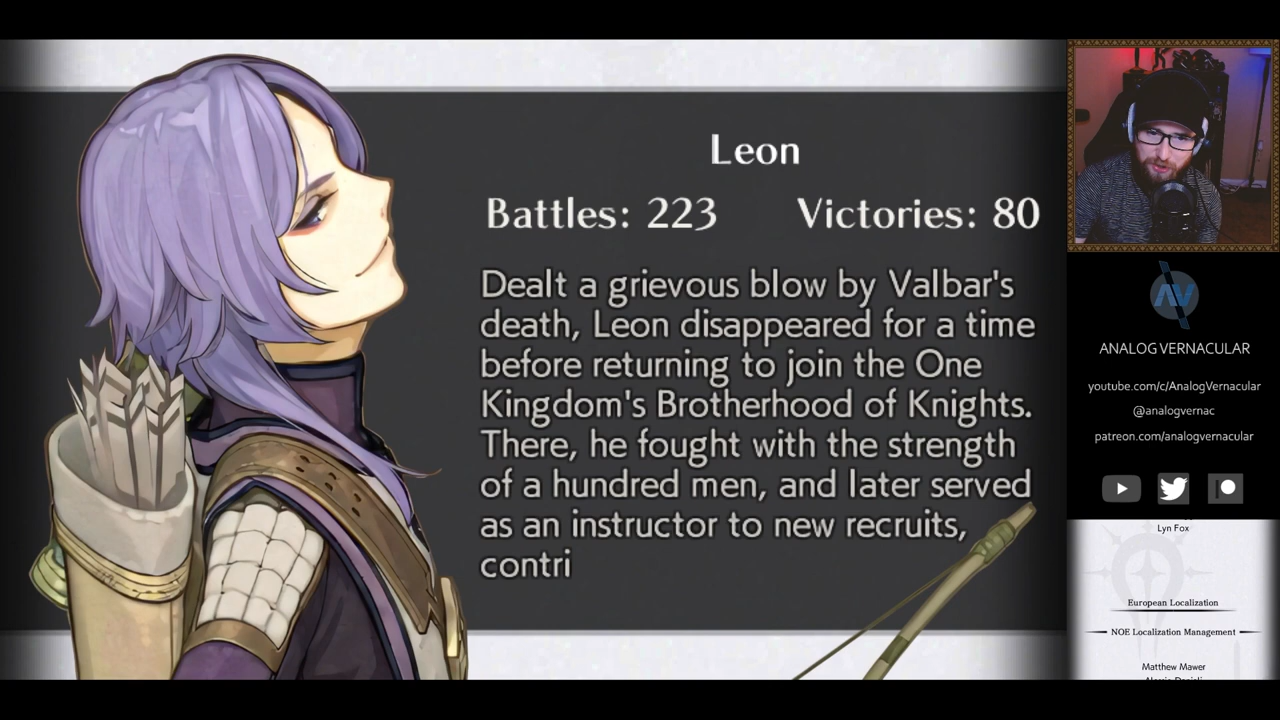 Leon
Battles: 223 Victories: 80
Dealt a grievous blow by Valbar's
death, Leon disappeared for a time
before returning to join the One
Kingdom's Brotherhood of Knights.
There, he fought with the strength
of a hundred men, and later served
as an instructor to new recruits,
contri
AV
ANALOG VERNACULAR
youtube.com/c/AnalogVernacular
@analogvernac
patreon.com/analogvernacular
Lyn Fox
European Localization
NOE Localization Management
Matthew Mawer